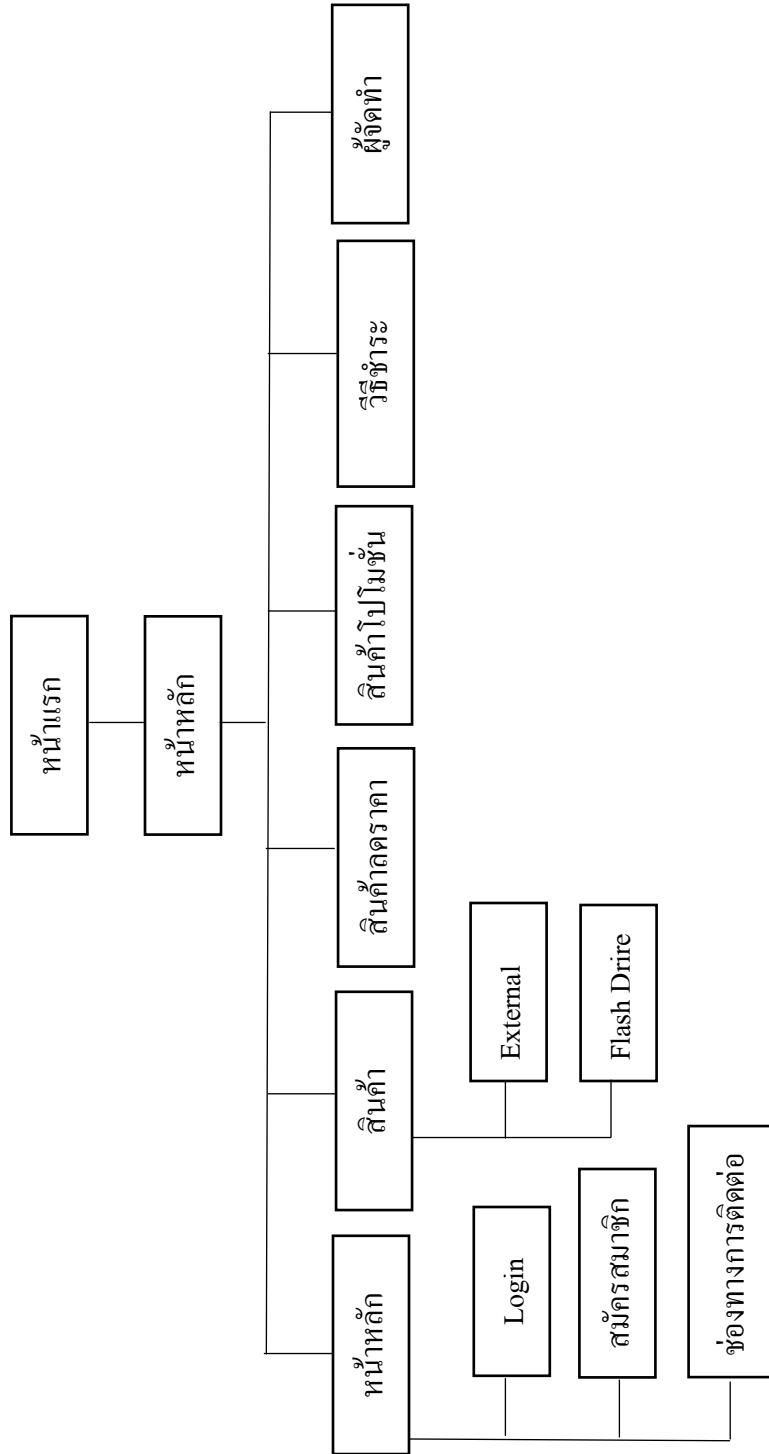 หน้าแรก
หน้าหลัก
หน้าหลัก
สินค้า
สินค้าลดราคา
สินค้าโปรโมชั่น
วิธีชำระ
ผู้จัดทำ
Login
สมัครสมาชิก
ช่องทางการติดต่อ
External
Flash Drire